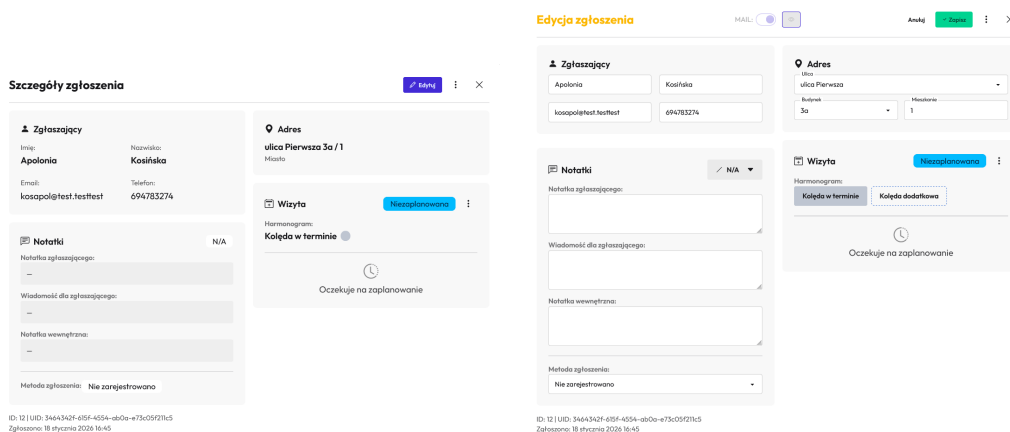 Szczegóły zgłoszenia
Edytuj
Zgłaszający
Imię:
Nazwisko:
Apolonia
Kosińska
Email:
Telefon:
kosapol@test.testtest
694783274
Notatki
N/A
Notatka zgłaszającego:
—
Wiadomość dla zgłaszającego:
—
Notatka wewnętrzna:
—
Metoda zgłoszenia:
Nie zarejestrowano
Adres
ulica Pierwsza 3a / 1
Miasto
Wizyta
Niezaplanowana
Harmonogram:
Kolęda w terminie
Oczekuje na zaplanowanie
ID: 12 | UID: 3464342f-615f-4554-ab0a-e73c05f211c5
Zgłoszono: 18 stycznia 2026 16:45
Edycja zgłoszenia
MAIL:
Anuluj
Zapisz
Zgłaszający
Apolonia
Kosińska
kosapol@test.testtest
694783274
Notatki
N/A
Notatka zgłaszającego:
Wiadomość dla zgłaszającego:
Notatka wewnętrzna:
Metoda zgłoszenia:
Nie zarejestrowano
Adres
Ulica
ulica Pierwsza
Budynek
3a
Mieszkanie
1
Wizyta
Niezaplanowana
Harmonogram:
Kolęda w terminie
Kolęda dodatkowa
Oczekuje na zaplanowanie
ID: 12 | UID: 3464342f-615f-4554-ab0a-e73c05f211c5
Zgłoszono: 18 stycznia 2026 16:45